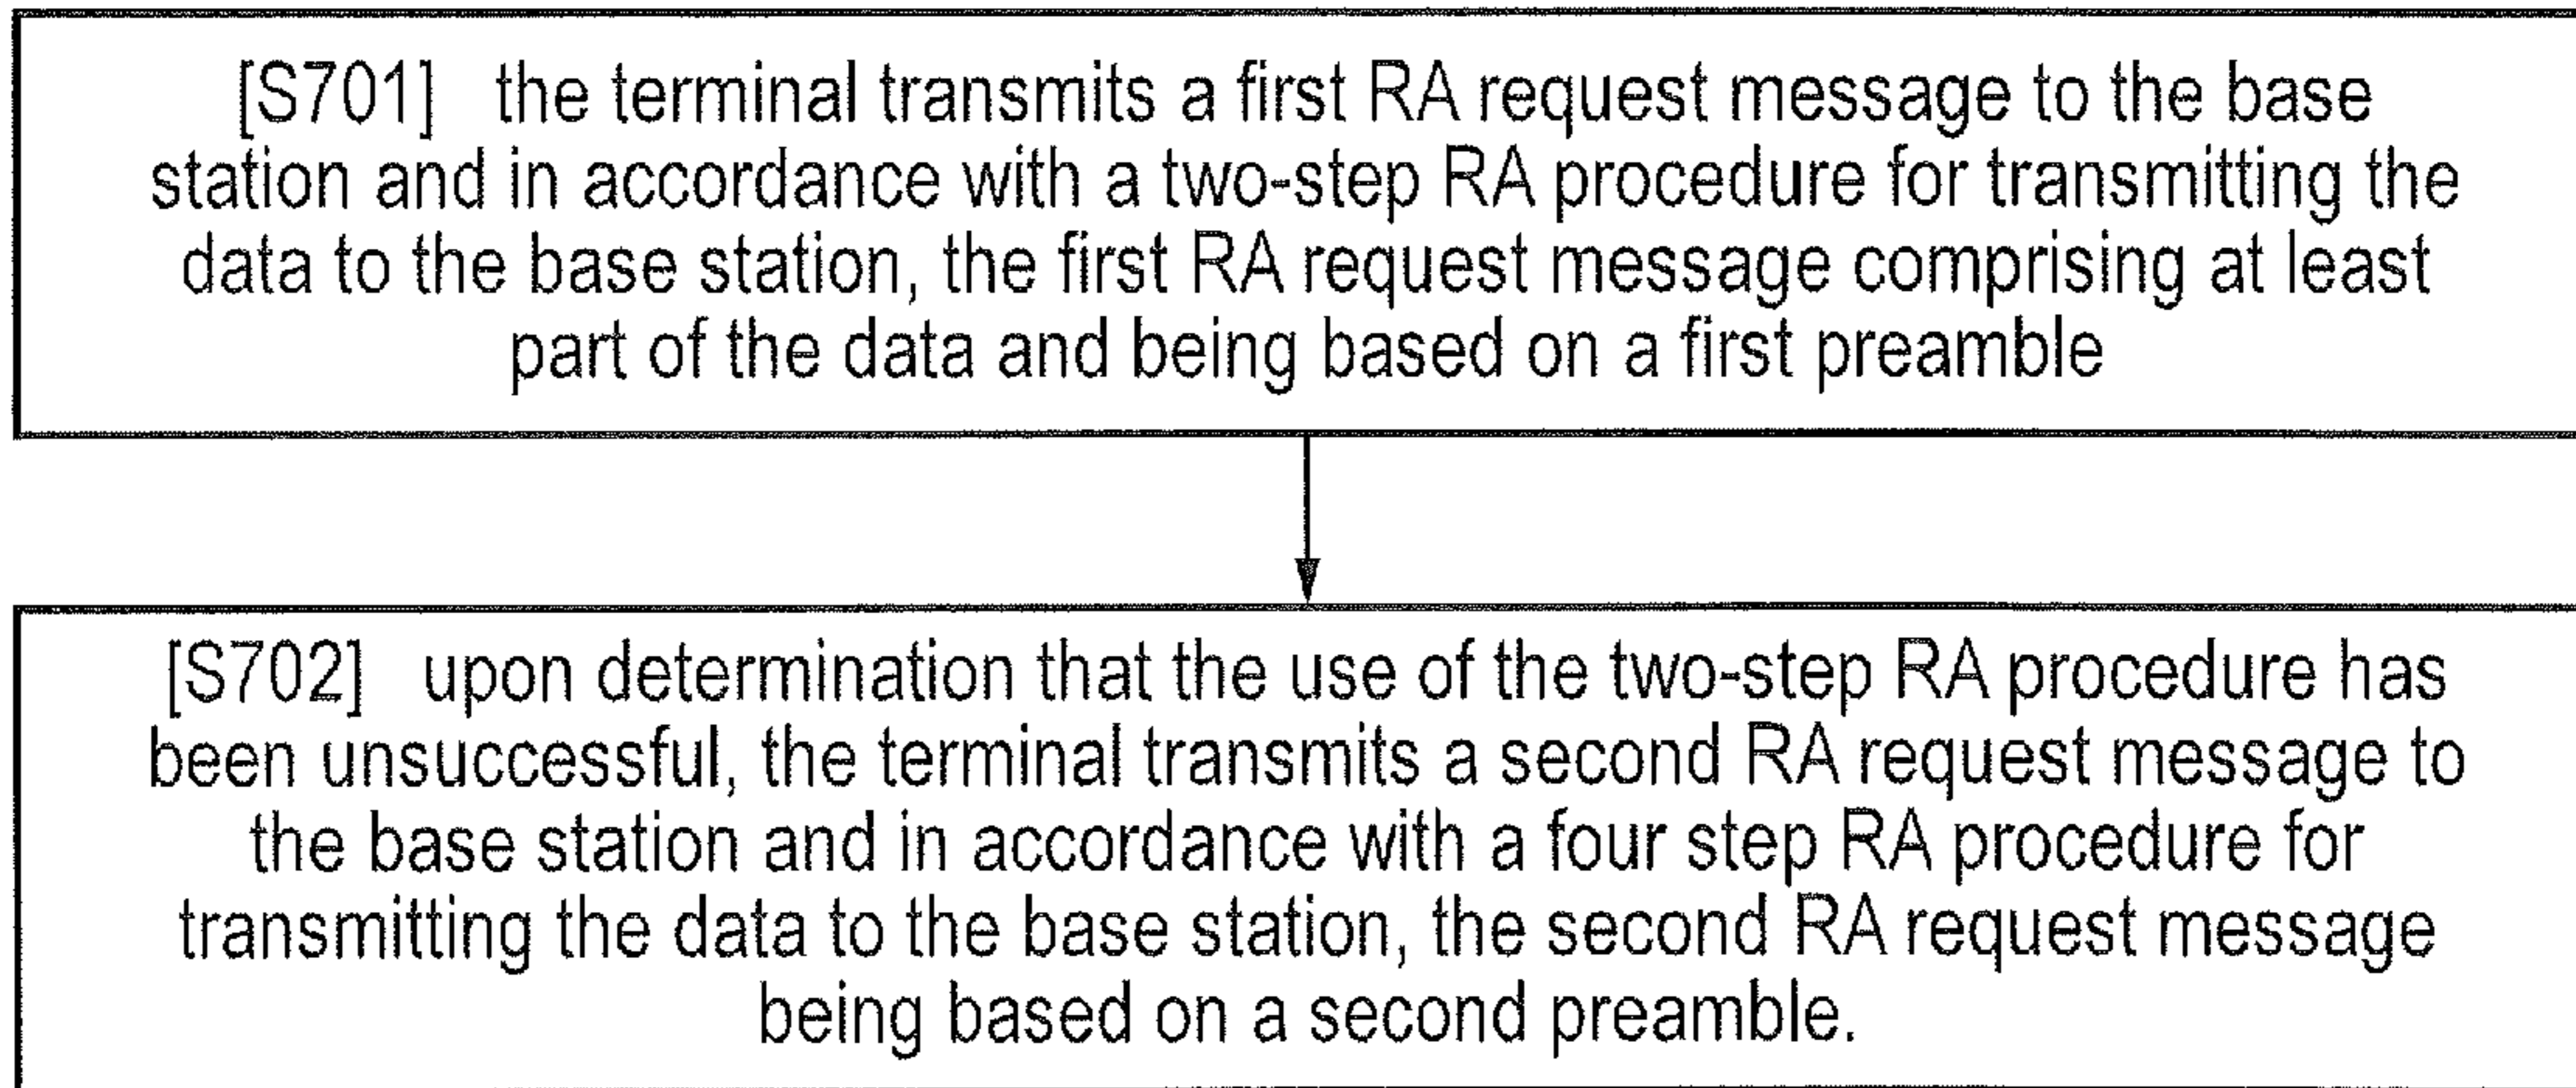 [S701] the terminal transmits a first RA request message to the base
station and in accordance with a two-step RA procedure for transmitting the
data to the base station, the first RA request message comprising at least
part of the data and being based on a first preamble
[S702] upon determination that the use of the two-step RA procedure has
been unsuccessful, the terminal transmits a second RA request message to
the base station and in accordance with a four step RA procedure for
transmitting the data to the base station, the second RA request message
being based on a second preamble.